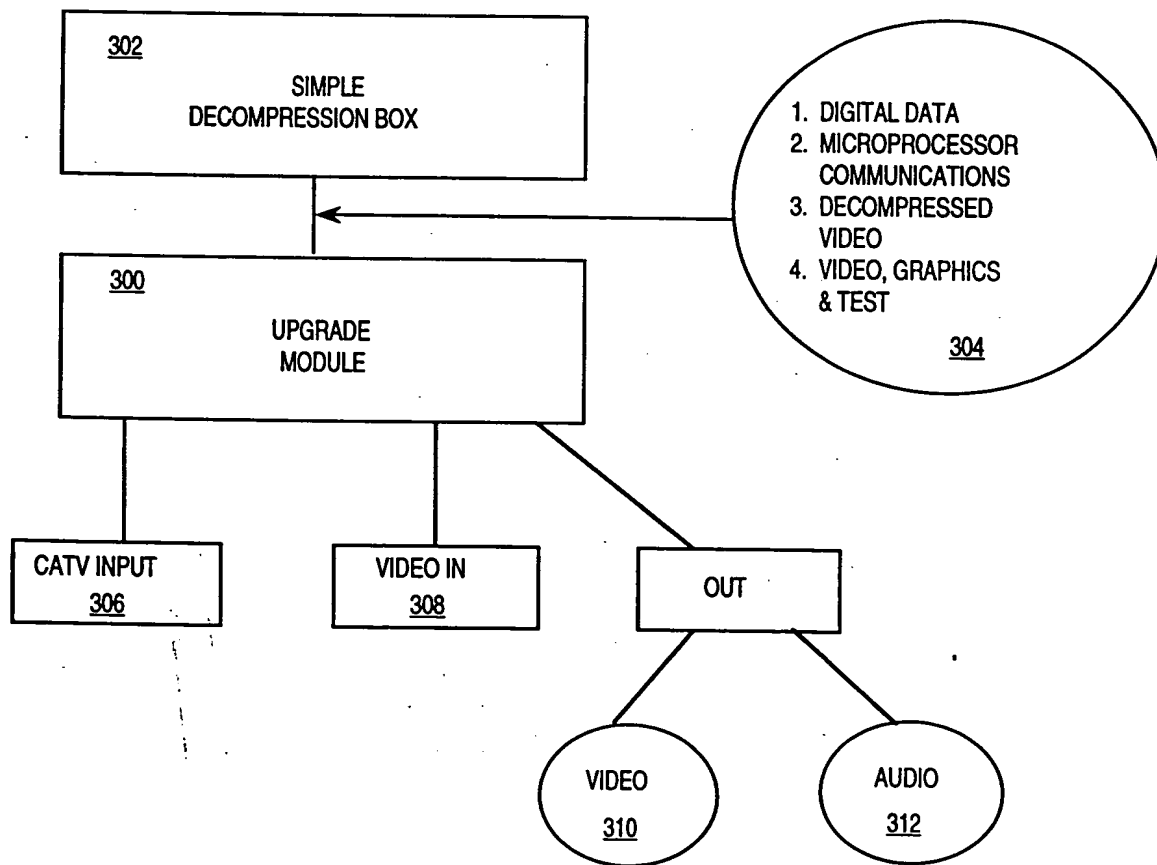 302
SIMPLE
DECOMPRESSION BOX
1. DIGITAL DATA
2. MICROPROCESSOR
COMMUNICATIONS
3. DECOMPRESSED
VIDEO
4. VIDEO, GRAPHICS
& TEST
304
300
UPGRADE
MODULE
CATV INPUT
306
VIDEO IN
308
OUT
VIDEO
310
AUDIO
312